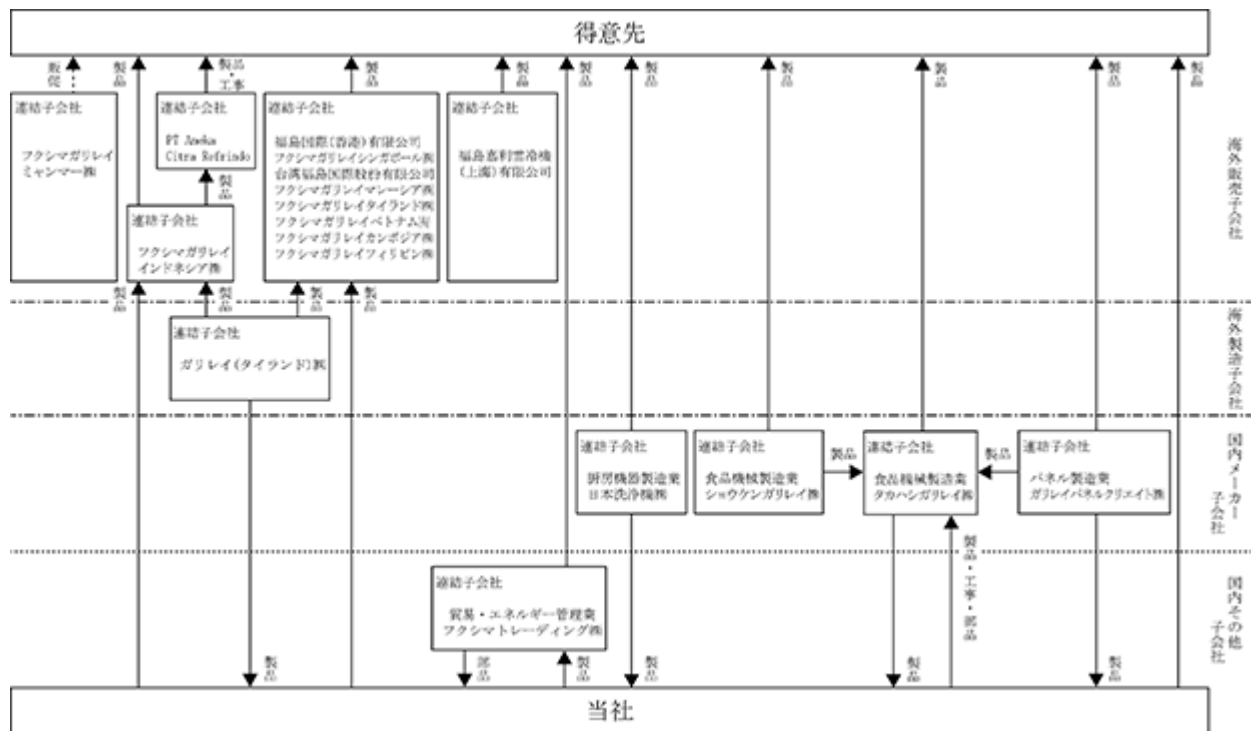 得意先
販促
製品
製品・工事
製品
製品
製品
製品
製品
製品
製品
製品
連結子会社
フクシマガリレイ
ミャンマー㈱
連結子会社
PT Aneka
Citra Refrindo
製品
連結子会社
フクシマガリレイ
インドネシア㈱
連結子会社
福島国際(香港)有限公司
フクシマガリレイシンガポール㈱
台湾福島国際股份有限公司
フクシマガリレイマレーシア㈱
フクシマガリレイタイランド㈱
フクシマガリレイベトナム㈲
フクシマガリレイカンボジア㈱
フクシマガリレイフィリピン㈱
連結子会社
(上海)有限公司
海外販売子会社
製品
製品
製品
製品
連結子会社
ガリレイ(タイランド)㈱
海外製造子会社
連結子会社
厨房機器製造業
日本洗浄機㈱
連結子会社
食品機械製造業
ショウケンガリレイ㈱
製品
連結子会社
食品機械製造業
タカハシガリレイ㈱
製品
連結子会社
パネル製造業
ガリレイパネルクリエイト㈱
国内メーカー
子会社
連結子会社
貿易・エネルギー管理業
フクシマトレーディング㈱
製品・工事・部品
国内その他
子会社
製品
部品
製品
製品
製品
製品
当社